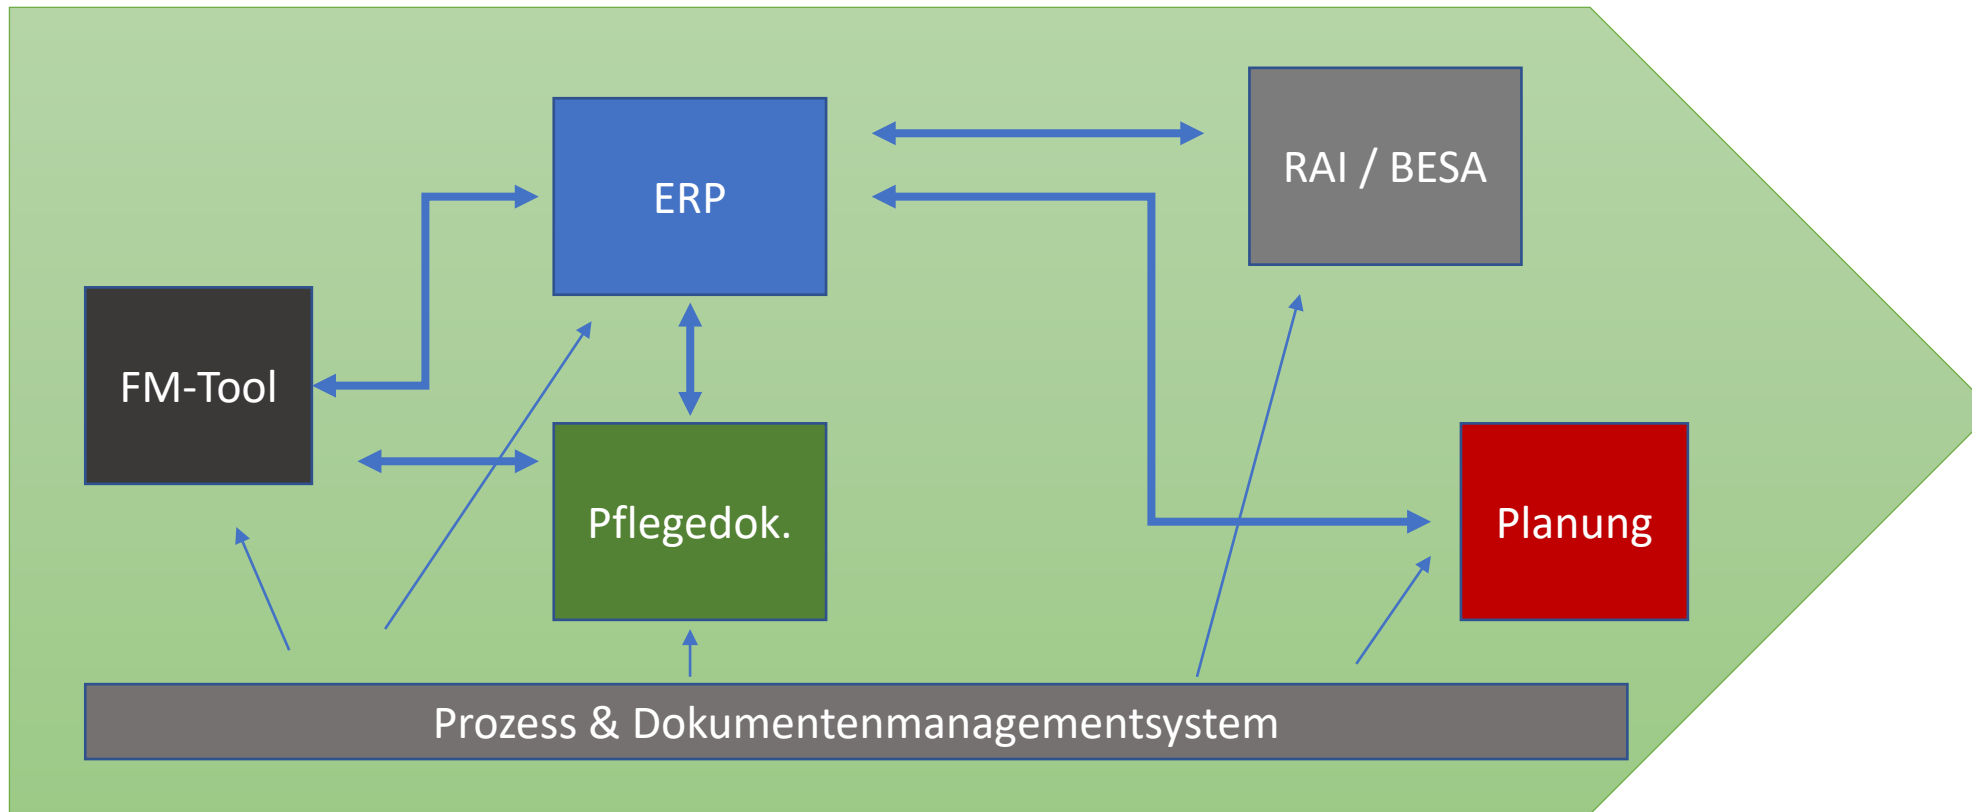 ERP
RAI / BESA
FM-Tool
Pflegedok.
Planung
Prozess & Dokumentenmanagementsystem